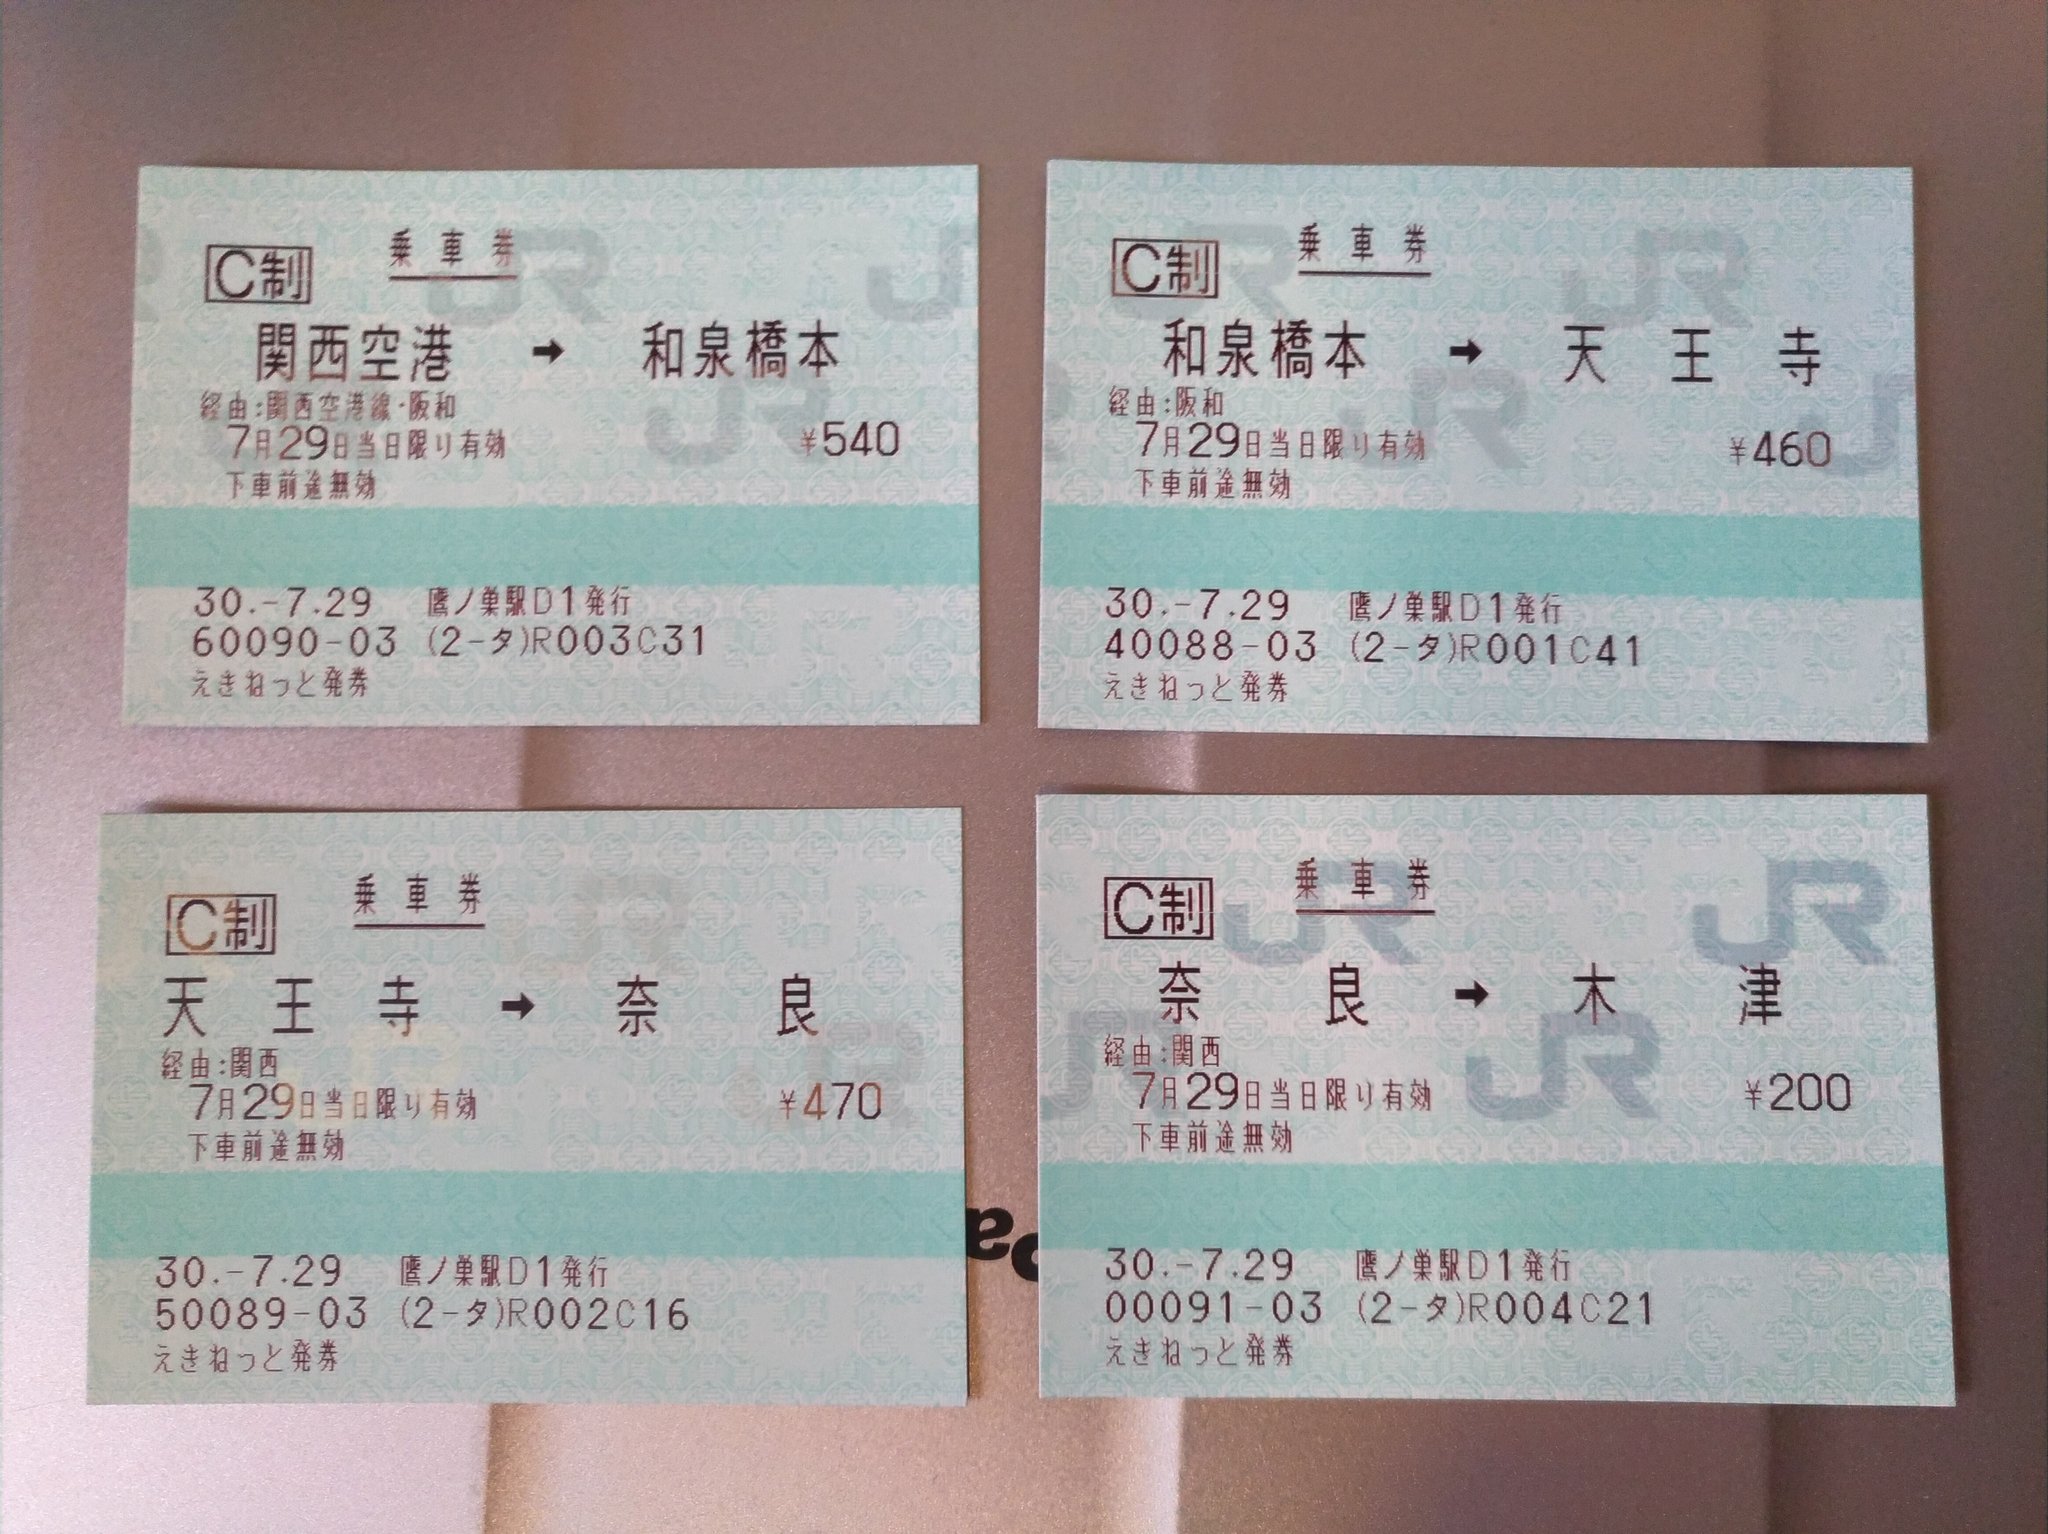 C制 乗車券
関西空港 → 和泉橋本
経由:関西空港線・阪和
7月29日当日限り有効 ¥540
下車前途無効
30.-7.29 鷹ノ巣駅D1発行
60090-03 (2-タ)R003C31
えきねっと発券
C制 乗車券
和泉橋本 → 天王寺
経由:阪和
7月29日当日限り有効 ¥460
下車前途無効
30.-7.29 鷹ノ巣駅D1発行
40088-03 (2-タ)R001C41
えきねっと発券
C制 乗車券
天王寺 → 奈良
経由:関西
7月29日当日限り有効 ¥470
下車前途無効
30.-7.29 鷹ノ巣駅D1発行
50089-03 (2-タ)R002C16
えきねっと発券
C制 乗車券
奈良 → 木津
経由:関西
7月29日当日限り有効 ¥200
下車前途無効
30.-7.29 鷹ノ巣駅D1発行
00091-03 (2-タ)R004C21
えきねっと発券